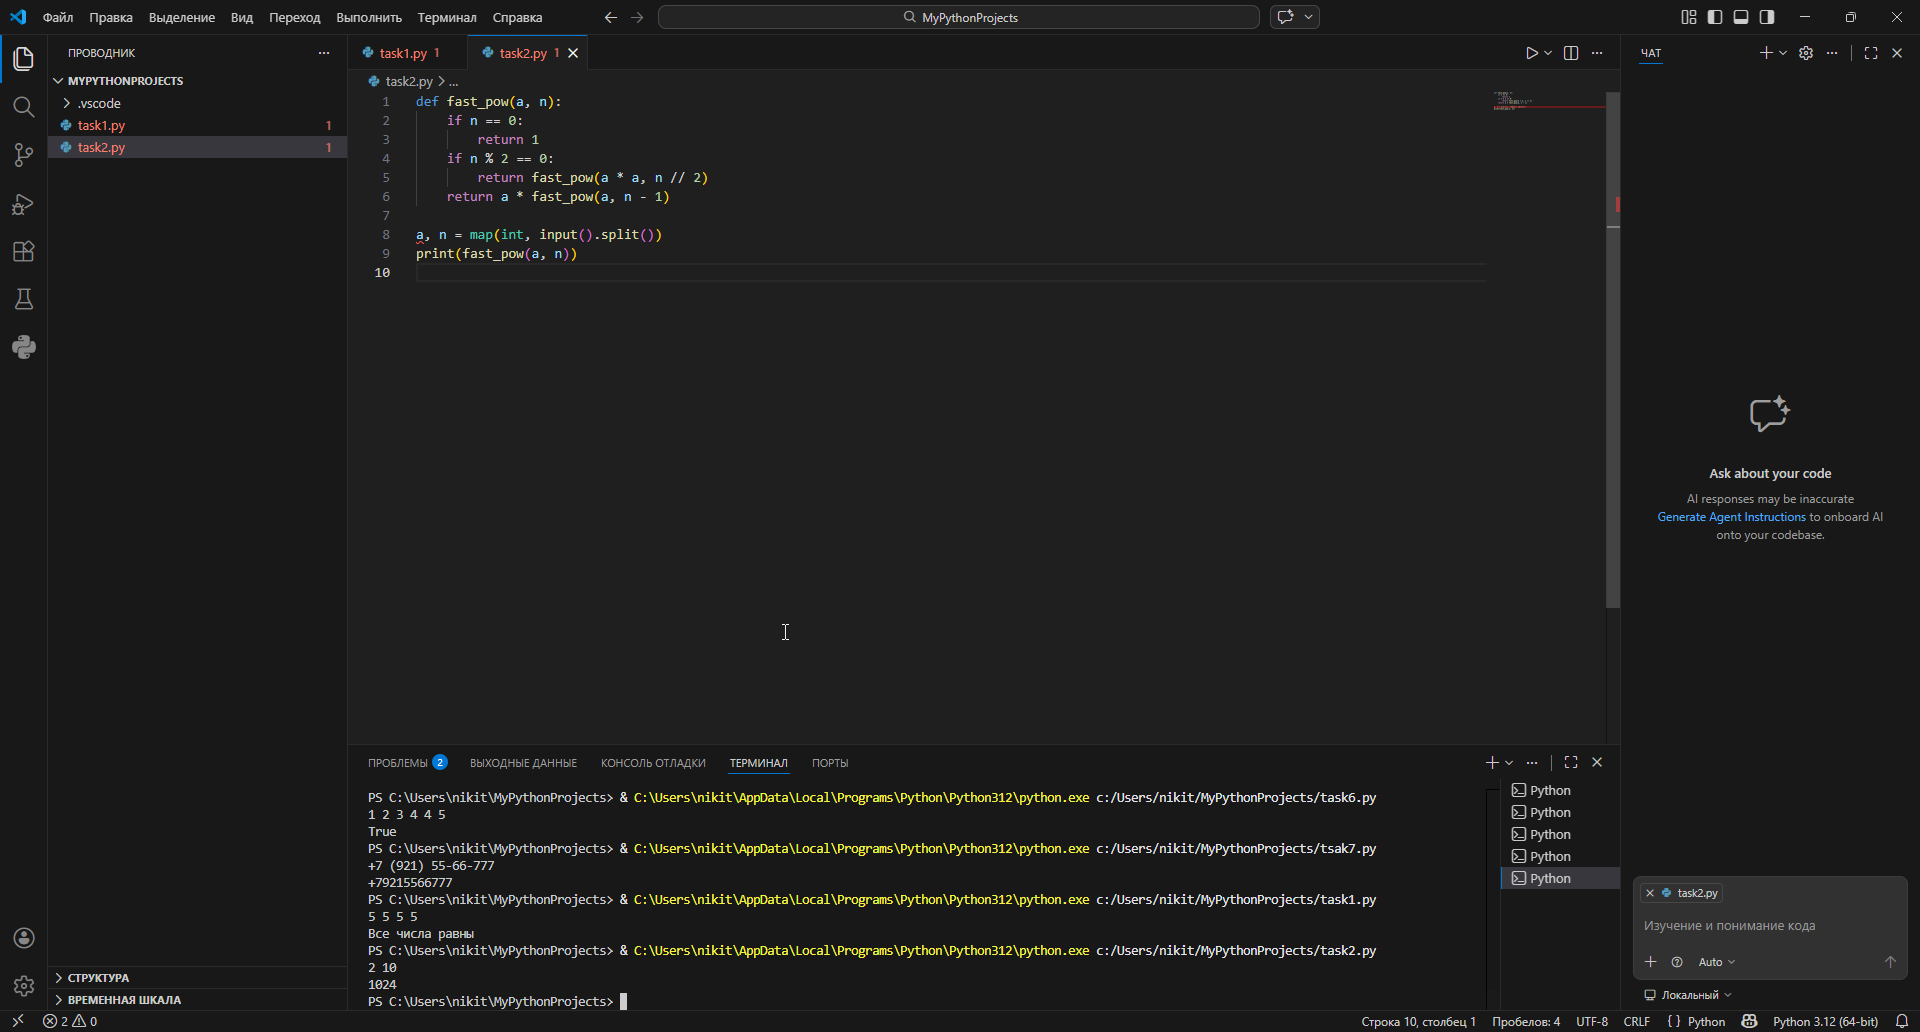 Файл Правка Выделение Вид Переход Выполнить Терминал Справка
MyPythonProjects
ПРОВОДНИК
MYPYTHONPROJECTS
.vscode
task1.py 1
task2.py 1
СТРУКТУРА
ВРЕМЕННАЯ ШКАЛА
task1.py 1 task2.py 1
task2.py > ...
1 def fast_pow(a, n):
2 if n == 0:
3 return 1
4 if n % 2 == 0:
5 return fast_pow(a * a, n // 2)
6 return a * fast_pow(a, n - 1)
7
8 a, n = map(int, input().split())
9 print(fast_pow(a, n))
10
ПРОБЛЕМЫ 2 ВЫХОДНЫЕ ДАННЫЕ КОНСОЛЬ ОТЛАДКИ ТЕРМИНАЛ ПОРТЫ
PS C:\Users\nikit\MyPythonProjects> & C:\Users\nikit\AppData\Local\Programs\Python\Python312\python.exe c:/Users/nikit/MyPythonProjects/task6.py
1 2 3 4 4 5
True
PS C:\Users\nikit\MyPythonProjects> & C:\Users\nikit\AppData\Local\Programs\Python\Python312\python.exe c:/Users/nikit/MyPythonProjects/tsak7.py
+7 (921) 55-66-777
+79215566777
PS C:\Users\nikit\MyPythonProjects> & C:\Users\nikit\AppData\Local\Programs\Python\Python312\python.exe c:/Users/nikit/MyPythonProjects/task1.py
5 5 5 5
Все числа равны
PS C:\Users\nikit\MyPythonProjects> & C:\Users\nikit\AppData\Local\Programs\Python\Python312\python.exe c:/Users/nikit/MyPythonProjects/task2.py
2 10
1024
PS C:\Users\nikit\MyPythonProjects>
Python
Python
Python
Python
Python
ЧАТ
Ask about your code
AI responses may be inaccurate
Generate Agent Instructions to onboard AI
onto your codebase.
task2.py
Изучение и понимание кода
Auto
Локальный
2 0
Строка 10, столбец 1 Пробелов: 4 UTF-8 CRLF { } Python Python 3.12 (64-bit)